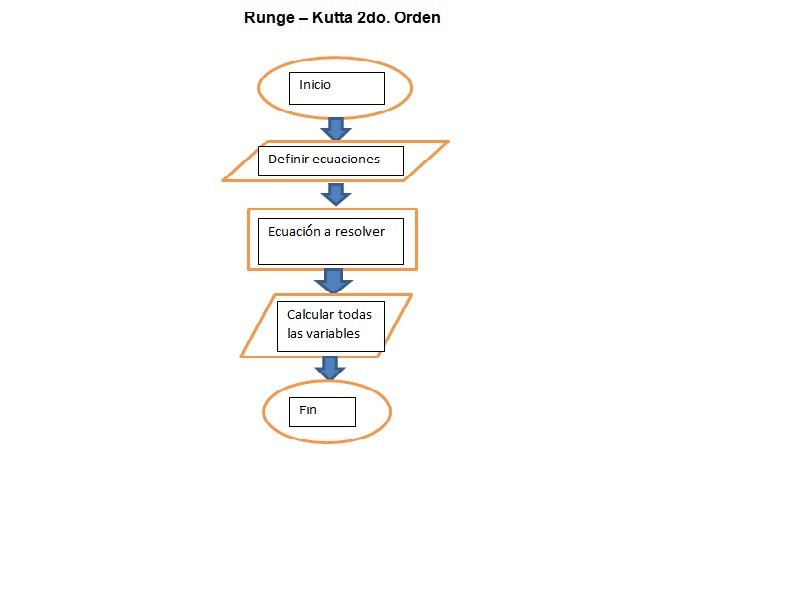 Runge – Kutta 2do. Orden
Inicio
Definir ecuaciones
Ecuación a resolver
Calcular todas
las variables
Fin